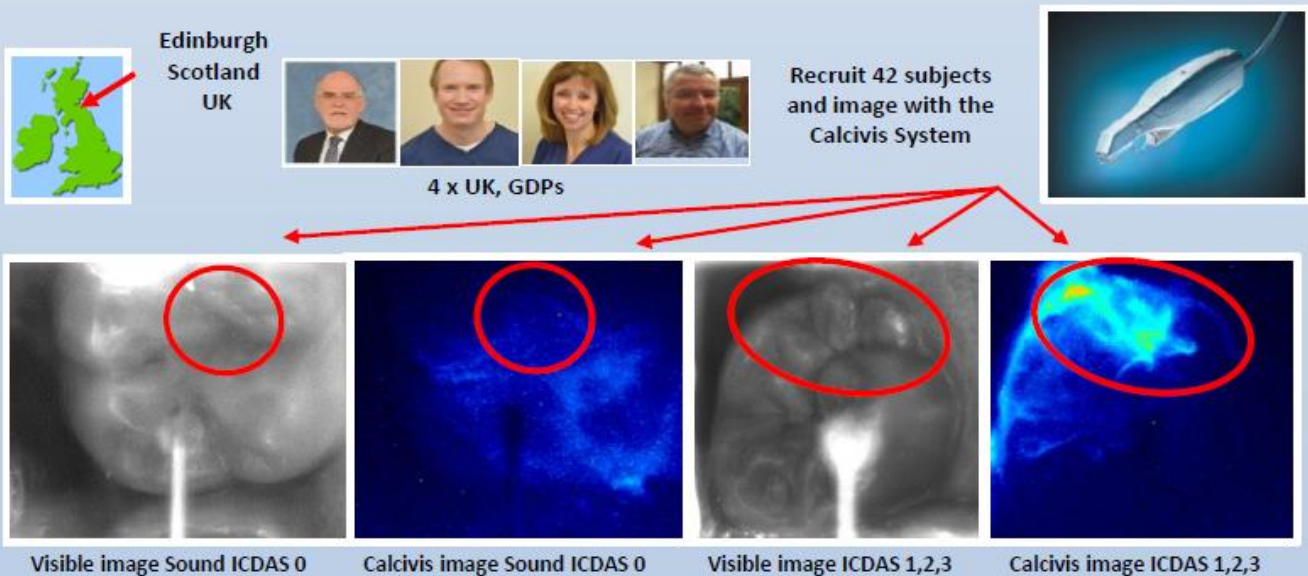 Edinburgh
Scotland
UK
4 x UK, GDPs
Recruit 42 subjects
and image with the
Calcivis System
Visible image Sound ICDAS 0
Calcivis image Sound ICDAS 0
Visible image ICDAS 1,2,3
Calcivis image ICDAS 1,2,3